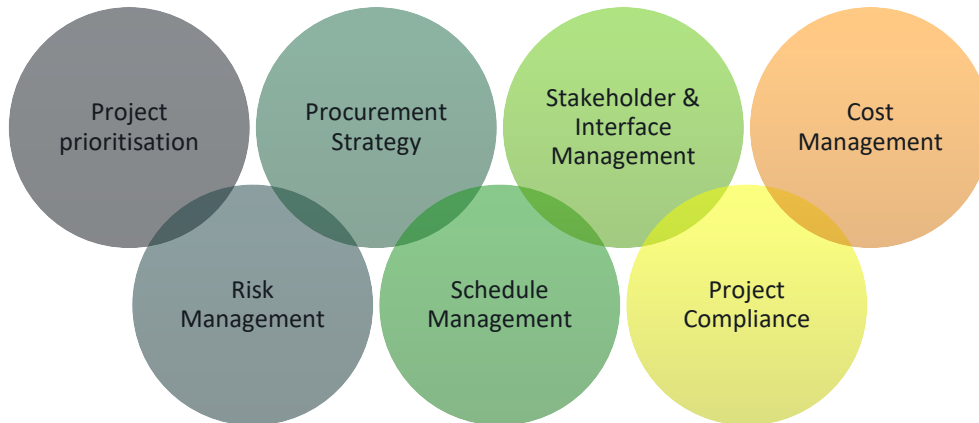 Project
prioritisation
Procurement
Strategy
Stakeholder &
Interface
Management
Cost
Management
Risk
Management
Schedule
Management
Project
Compliance